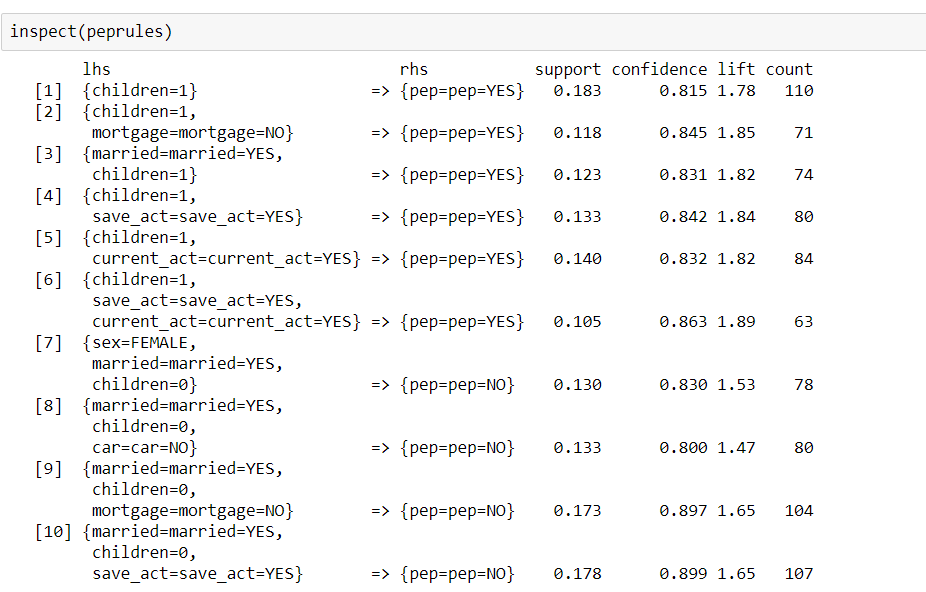 inspect(peprules)
lhs rhs support confidence lift count
[1] {children=1} => {pep=pep=YES} 0.183 0.815 1.78 110
[2] {children=1,
mortgage=mortgage=NO} => {pep=pep=YES} 0.118 0.845 1.85 71
[3] {married=married=YES,
children=1} => {pep=pep=YES} 0.123 0.831 1.82 74
[4] {children=1,
save_act=save_act=YES} => {pep=pep=YES} 0.133 0.842 1.84 80
[5] {children=1,
current_act=current_act=YES} => {pep=pep=YES} 0.140 0.832 1.82 84
[6] {children=1,
save_act=save_act=YES,
current_act=current_act=YES} => {pep=pep=YES} 0.105 0.863 1.89 63
[7] {sex=FEMALE,
married=married=YES,
children=0} => {pep=pep=NO} 0.130 0.830 1.53 78
[8] {married=married=YES,
children=0,
car=car=NO} => {pep=pep=NO} 0.133 0.800 1.47 80
[9] {married=married=YES,
children=0,
mortgage=mortgage=NO} => {pep=pep=NO} 0.173 0.897 1.65 104
[10] {married=married=YES,
children=0,
save_act=save_act=YES} => {pep=pep=NO} 0.178 0.899 1.65 107